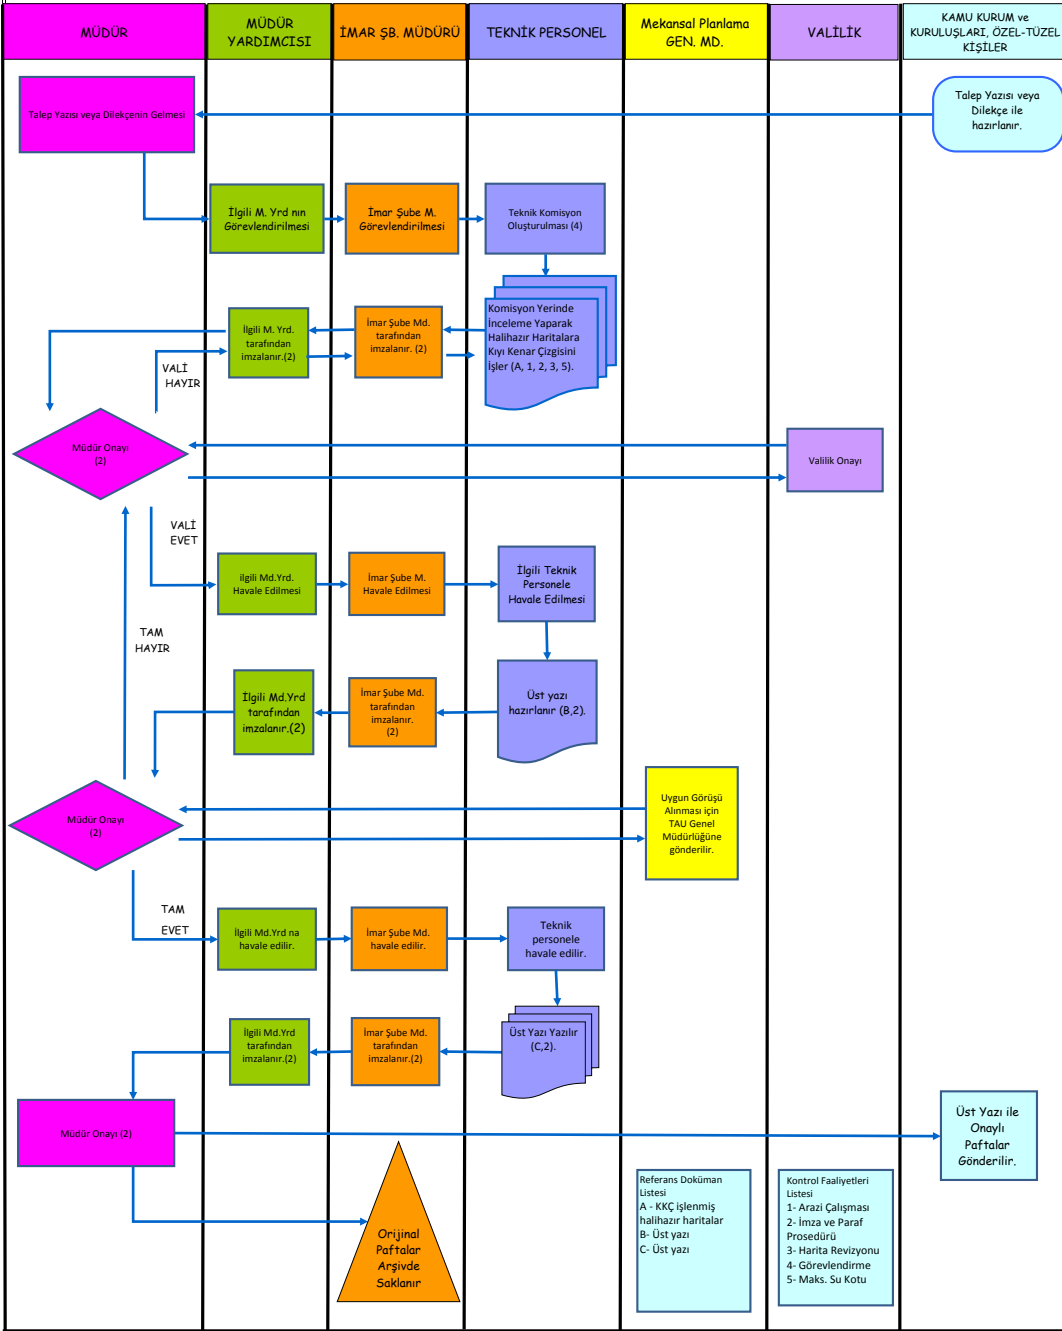 MÜDÜR
MÜDÜR
YARDIMCISI
İMAR ŞB. MÜDÜRÜ
TEKNİK PERSONEL
Mekansal Planlama
GEN. MD.
VALİLİK
KAMU KURUM ve
KURULUŞLARI, ÖZEL-TÜZEL
KİŞİLER
Talep Yazısı veya Dilekçenin Gelmesi
Talep Yazısı veya
Dilekçe ile
hazırlanır.
İlgili M. Yrd nın
Görevlendirilmesi
İmar Şube M.
Görevlendirilmesi
Teknik Komisyon
Oluşturulması (4)
İlgili M. Yrd.
tarafından
imzalanır.(2)
İmar Şube Md.
tarafından
imzalanır. (2)
Komisyon Yerinde
İnceleme Yaparak
Halihazır Haritalara
Kıyı Kenar Çizgisini
İşler (A, 1, 2, 3, 5).
VALİ
HAYIR
Müdür Onayı
(2)
Valilik Onayı
VALİ
EVET
ilgili Md.Yrd.
Havale Edilmesi
İmar Şube M.
Havale Edilmesi
İlgili Teknik
Personele
Havale Edilmesi
TAM
HAYIR
İlgili Md.Yrd
tarafından
imzalanır.(2)
İmar Şube Md.
tarafından
imzalanır.
(2)
Üst yazı
hazırlanır (B,2).
Müdür Onayı
(2)
Uygun Görüşü
Alınması için
TAU Genel
Müdürlüğüne
gönderilir.
TAM
EVET
İlgili Md.Yrd na
havale edilir.
İmar Şube Md.
havale edilir.
Teknik
personele
havale edilir.
İlgili Md.Yrd
tarafından
imzalanır.(2)
İmar Şube Md.
tarafından
imzalanır.(2)
Üst Yazı Yazılır
(C,2).
Müdür Onayı (2)
Üst Yazı ile
Onaylı
Paftalar
Gönderilir.
Orijinal
Paftalar
Arşivde
Saklanır
Referans Doküman
Listesi
A - KKÇ işlenmiş
halihazır haritalar
B- Üst yazı
C- Üst yazı
Kontrol Faaliyetleri
Listesi
1- Arazi Çalışması
2- İmza ve Paraf
Prosedürü
3- Harita Revizyonu
4- Görevlendirme
5- Maks. Su Kotu